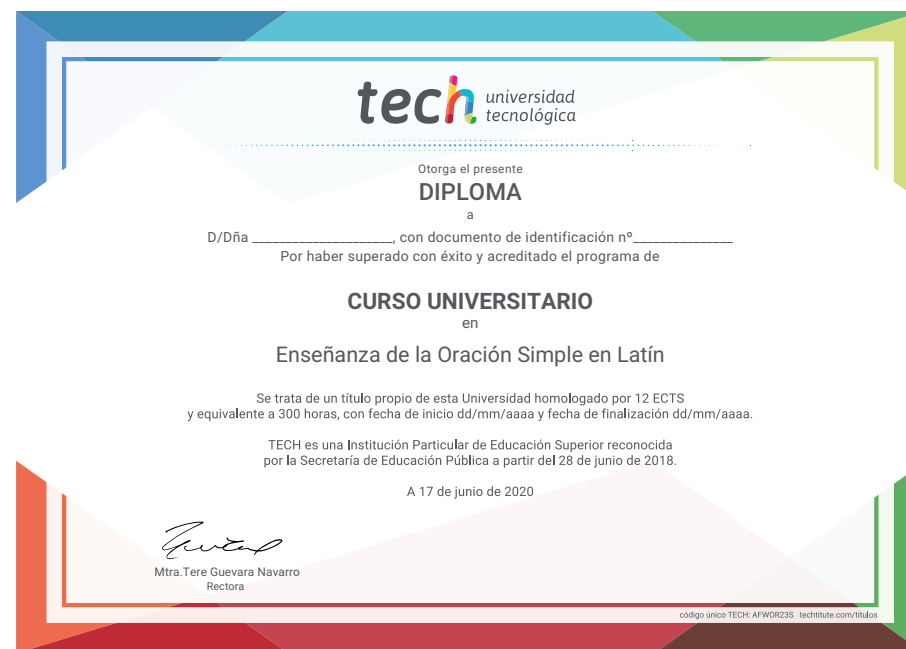 tech universidad
tecnológica
Otorga el presente
DIPLOMA
a
D/Dña _____________________, con documento de identificación nº_______________
Por haber superado con éxito y acreditado el programa de
CURSO UNIVERSITARIO
en
Enseñanza de la Oración Simple en Latín
Se trata de un título propio de esta Universidad homologado por 12 ECTS
y equivalente a 300 horas, con fecha de inicio dd/mm/aaaa y fecha de finalización dd/mm/aaaa.
TECH es una Institución Particular de Educación Superior reconocida
por la Secretaría de Educación Pública a partir del 28 de junio de 2018.
A 17 de junio de 2020
Mtra.Tere Guevara Navarro
Rectora
código único TECH: AFWOR23S techtitute.com/titulos